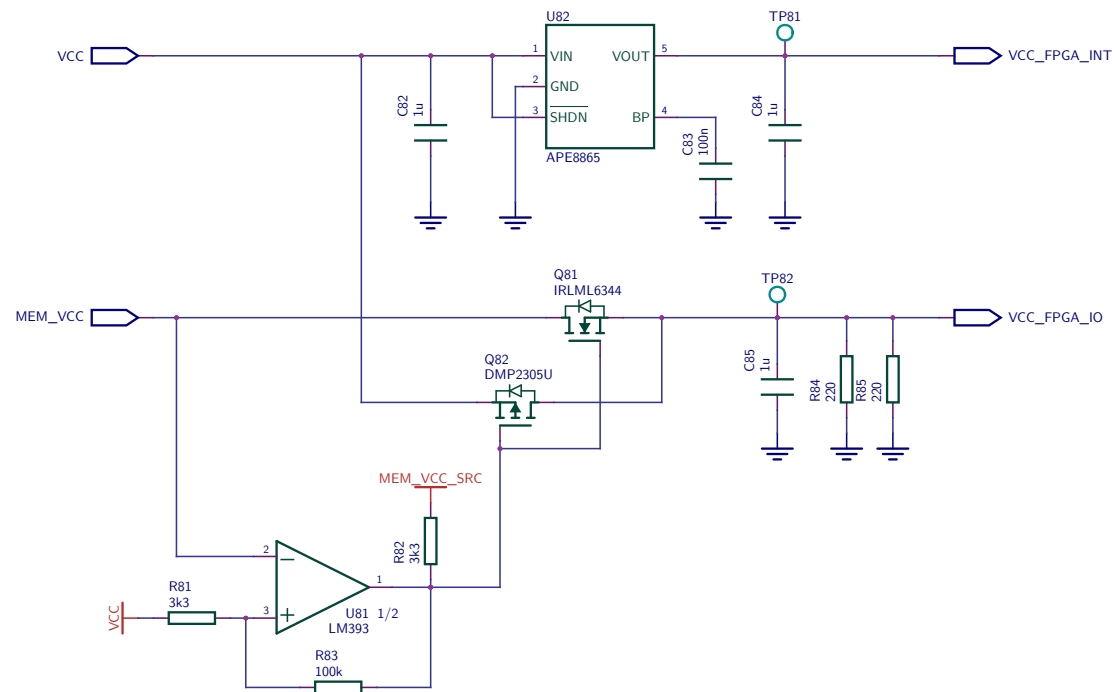 U82
TP81
VCC
1
VIN
VOUT
5
VCC_FPGA_INT
2
GND
C82
1u
3
SHDN
BP
4
C84
1u
C83
100n
APE8865
Q81
IRLML6344
TP82
MEM_VCC
VCC_FPGA_IO
Q82
DMP2305U
C85
1u
R84
220
R85
220
MEM_VCC_SRC
R82
3k3
2
1
R81
3k3
VCC
3
U81 1/2
LM393
R83
100k